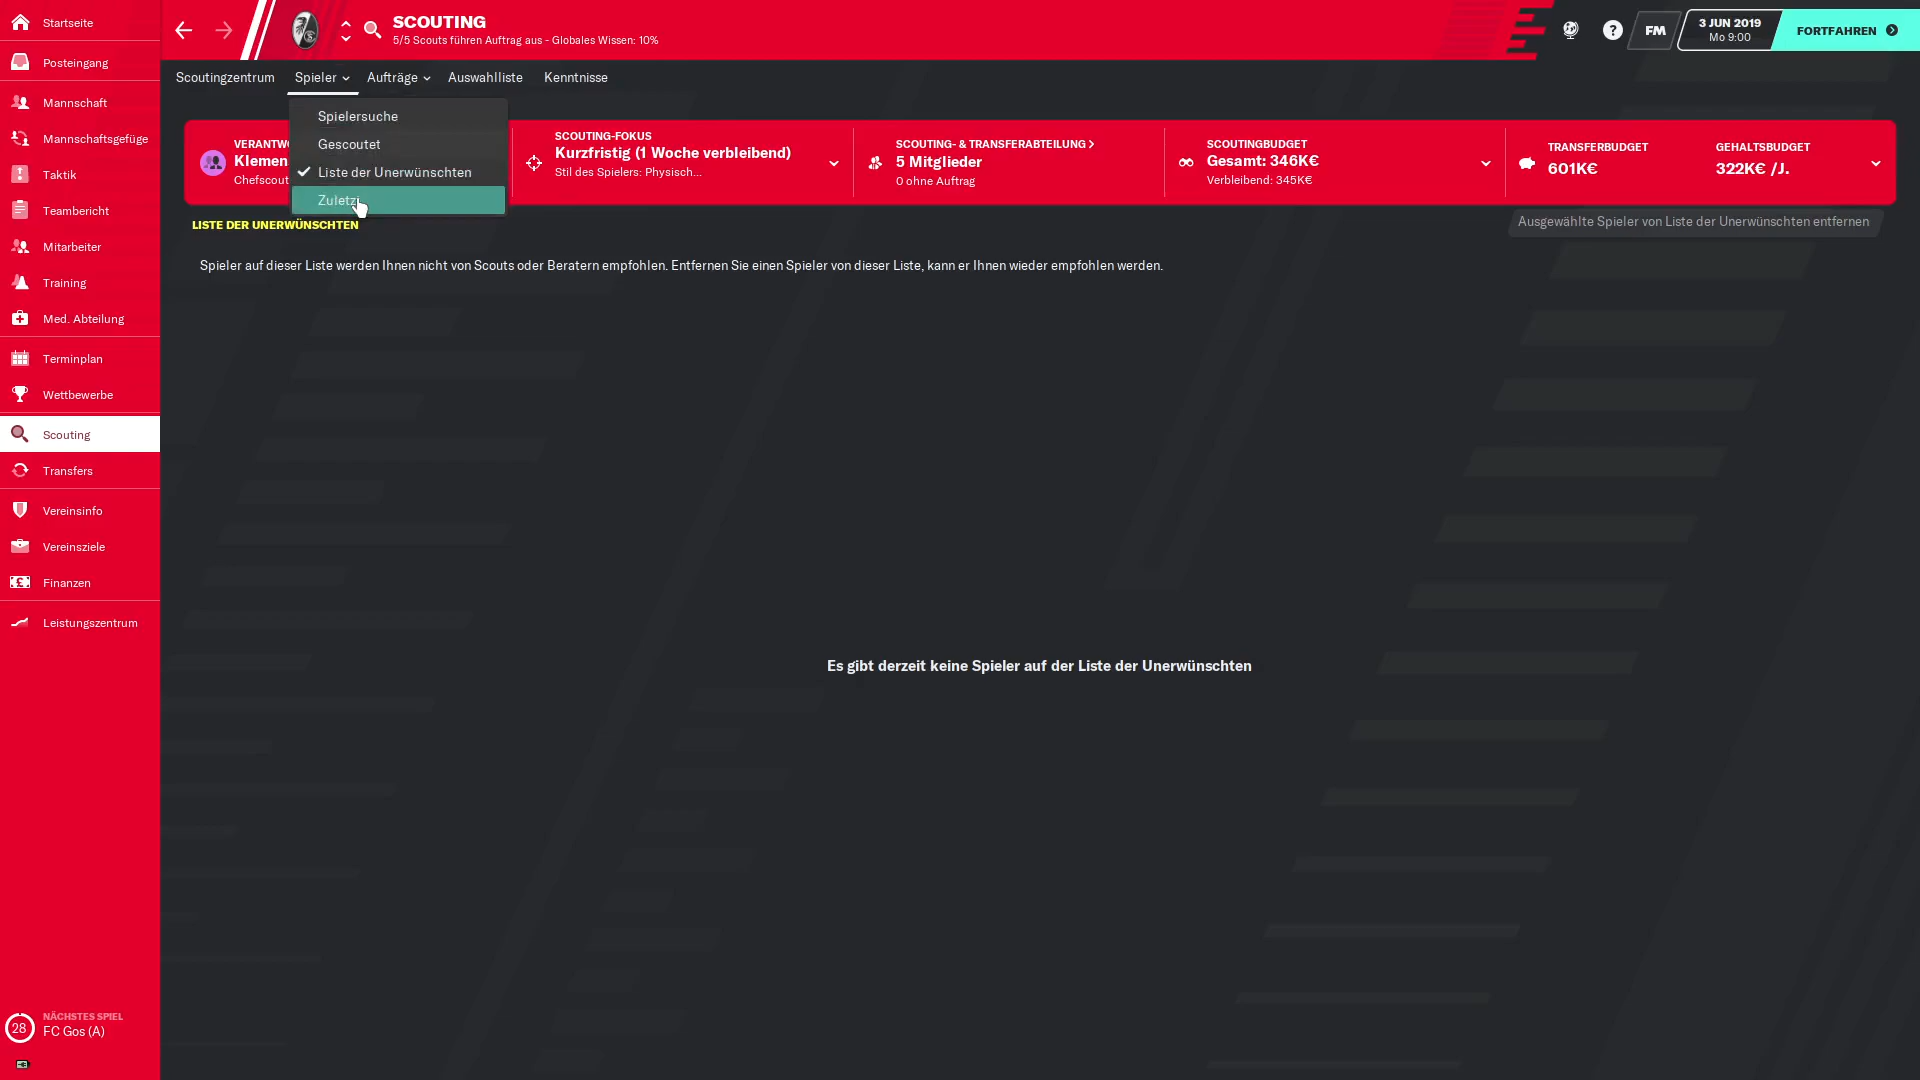 Startseite
Posteingang
Mannschaft
Mannschaftsgefüge
Taktik
Teambericht
Mitarbeiter
Training
Med. Abteilung
Terminplan
Wettbewerbe
Scouting
Transfers
Vereinsinfo
Vereinsziele
Finanzen
Leistungszentrum
28
NÄCHSTES SPIEL
FC Gos (A)
SCOUTING
5/5 Scouts führen Auftrag aus - Globales Wissen: 10%
?
FM
3 JUN 2019
Mo 9:00
FORTFAHREN
Scoutingzentrum
Spieler
Aufträge
Auswahlliste
Kenntnisse
Spielersuche
Gescoutet
Liste der Unerwünschten
Zuletz
Klemen
Chefscout
SCOUTING-FOKUS
Kurzfristig (1 Woche verbleibend)
Stil des Spielers: Physisch...
SCOUTING- & TRANSFERABTEILUNG >
5 Mitglieder
0 ohne Auftrag
SCOUTINGBUDGET
Gesamt: 346K€
Verbleibend: 345K€
TRANSFERBUDGET
601K€
GEHALTSBUDGET
322K€ /J.
LISTE DER UNERWÜNSCHTEN
Ausgewählte Spieler von Liste der Unerwünschten entfernen
Spieler auf dieser Liste werden Ihnen nicht von Scouts oder Beratern empfohlen. Entfernen Sie einen Spieler von dieser Liste, kann er Ihnen wieder empfohlen werden.
Es gibt derzeit keine Spieler auf der Liste der Unerwünschten